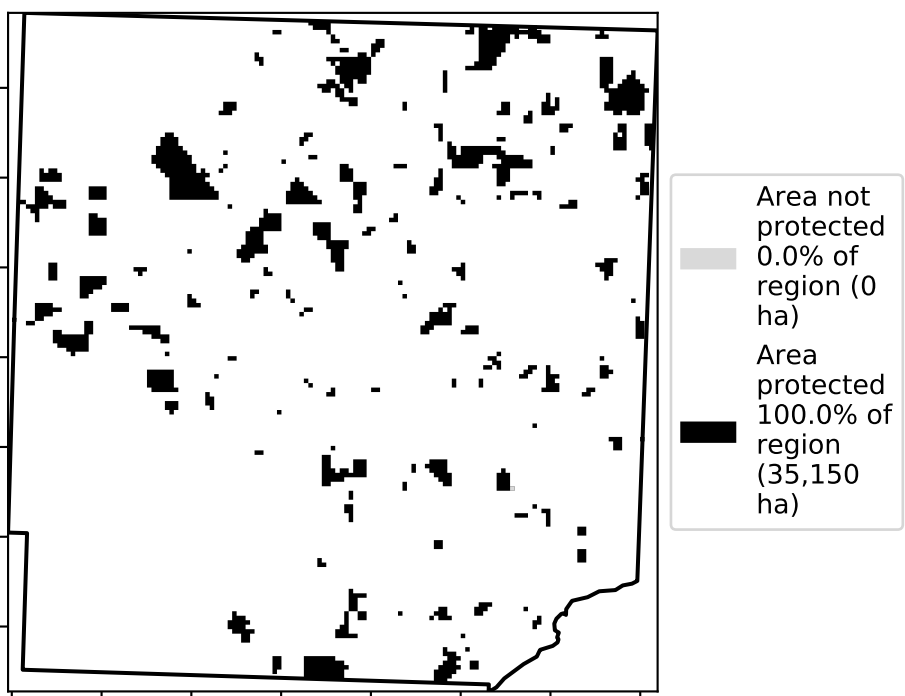 Area not
protected
0.0% of
region (0
ha)
Area
protected
100.0% of
region
(35,150
ha)